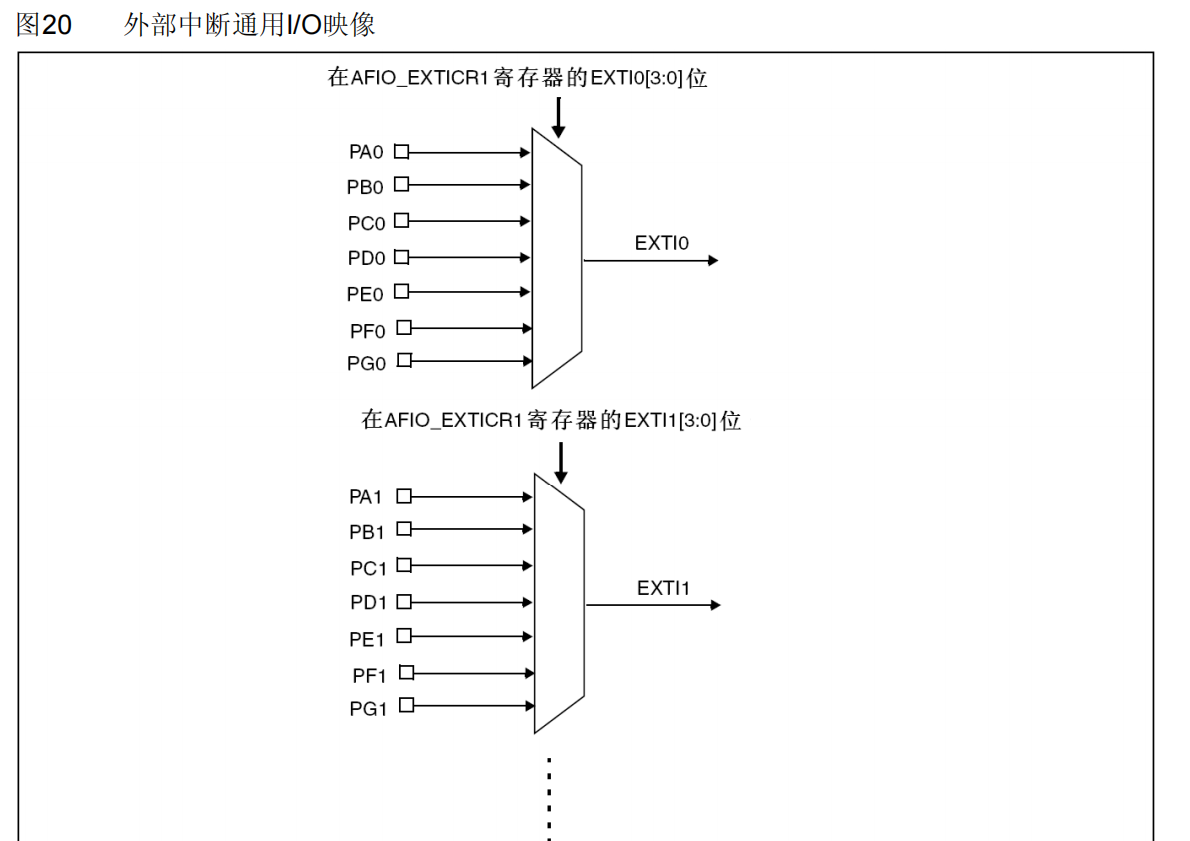 图20 外部中断通用I/O映像
在AFIO_EXTICR1寄存器的EXTI0[3:0]位
PA0
PB0
PC0
PD0
EXTI0
PE0
PF0
PG0
在AFIO_EXTICR1寄存器的EXTI1[3:0]位
PA1
PB1
PC1
PD1
EXTI1
PE1
PF1
PG1